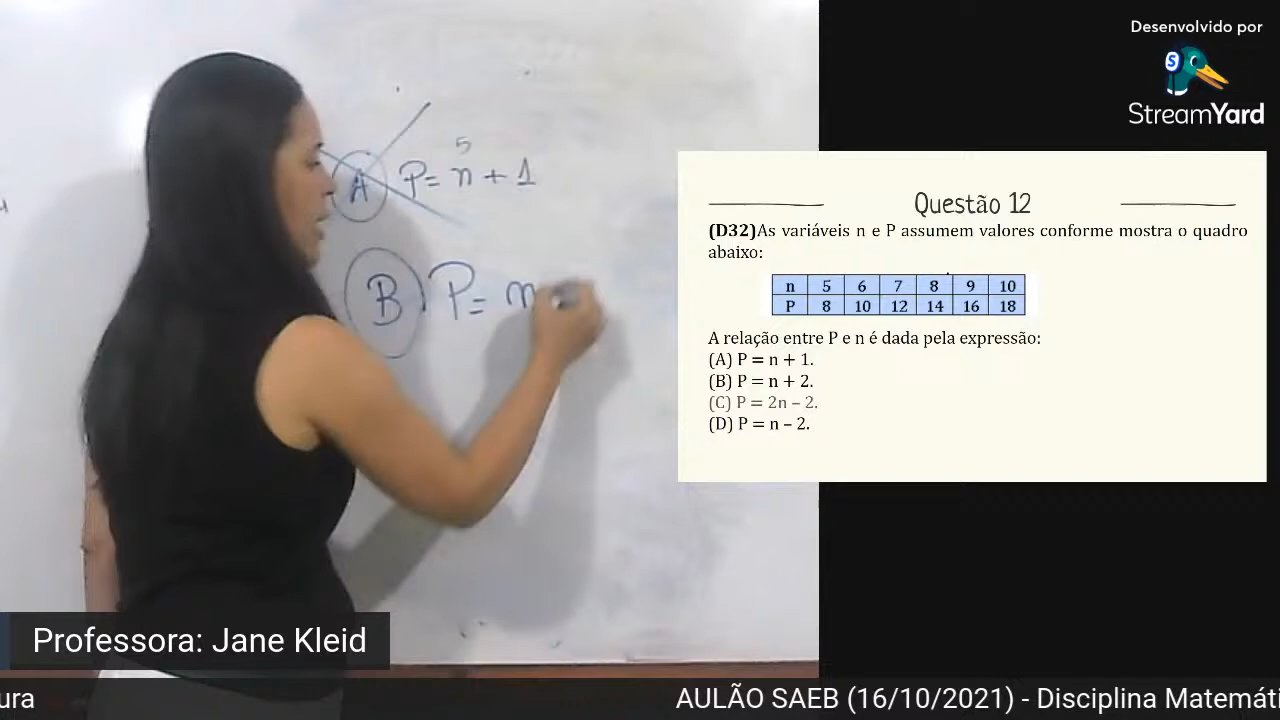 Desenvolvido por
StreamYard
5
A P = n + 1
B P = n
Questão 12
(D32)As variáveis n e P assumem valores conforme mostra o quadro
abaixo:
n 5 6 7 8 9 10
P 8 10 12 14 16 18
A relação entre P e n é dada pela expressão:
(A) P = n + 1.
(B) P = n + 2.
(C) P = 2n – 2.
(D) P = n – 2.
Professora: Jane Kleid
ura
AULÃO SAEB (16/10/2021) - Disciplina Matemáti